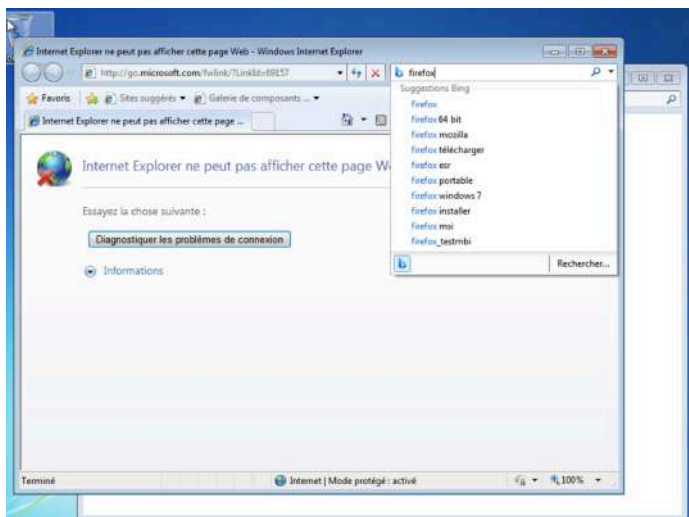 Internet Explorer ne peut pas afficher cette page Web - Windows Internet Explorer
http://go.microsoft.com/fwlink/?LinkId=69157
firefox
Favoris
Sites suggérés
Galerie de composants ...
Internet Explorer ne peut pas afficher cette page ...
Suggestions Bing
firefox
firefox 64 bit
firefox mozilla
firefox télécharger
firefox esr
firefox portable
firefox windows 7
firefox installer
firefox msi
firefox_testmbi
Rechercher...
Internet Explorer ne peut pas afficher cette page W
Essayez la chose suivante :
Diagnostiquer les problèmes de connexion
Informations
Terminé
Internet | Mode protégé : activé
100%